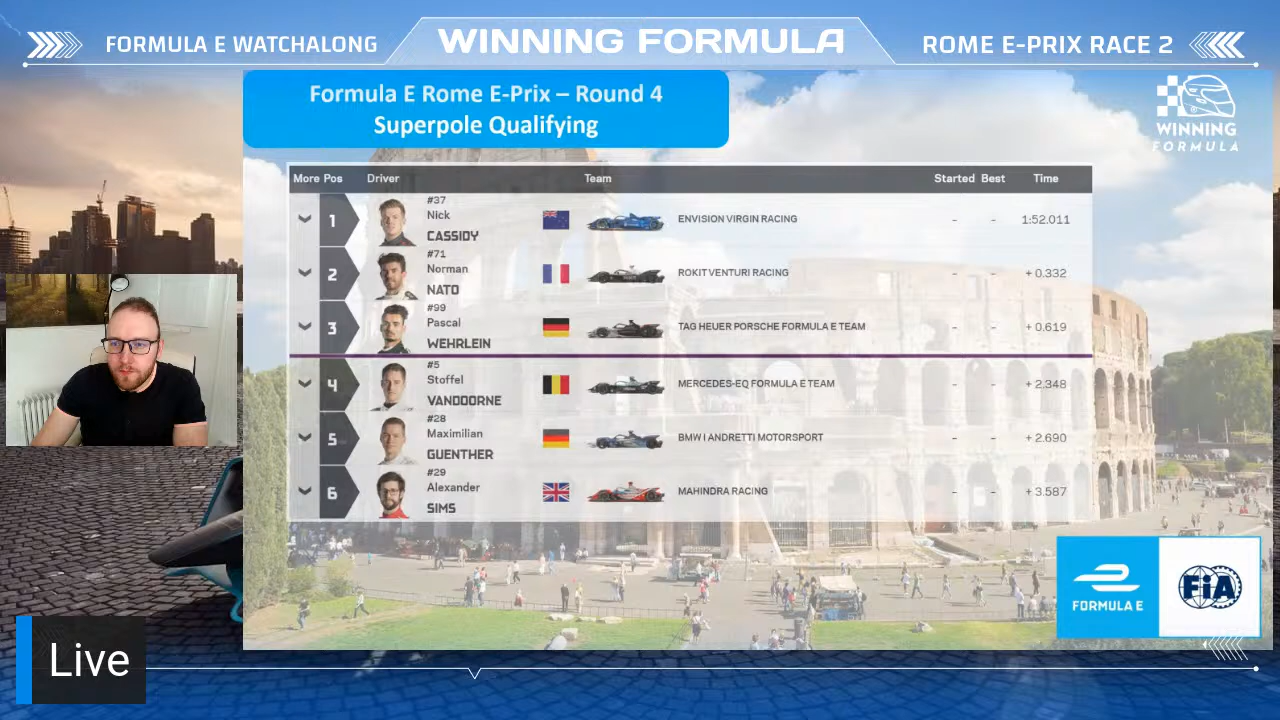 FORMULA E WATCHALONG
WINNING FORMULA
ROME E-PRIX RACE 2
Formula E Rome E-Prix – Round 4
Superpole Qualifying
WINNING
FORMULA
More Pos Driver Team Started Best Time
1 #37 Nick CASSIDY ENVISION VIRGIN RACING - - 1:52.011
2 #71 Norman NATO ROKIT VENTURI RACING - - + 0.332
3 #99 Pascal WEHRLEIN TAG HEUER PORSCHE FORMULA E TEAM - - + 0.619
4 #5 Stoffel VANDOORNE MERCEDES-EQ FORMULA E TEAM - - + 2.348
5 #28 Maximilian GUENTHER BMW I ANDRETTI MOTORSPORT - - + 2.690
6 #29 Alexander SIMS MAHINDRA RACING - - + 3.587
FORMULA E
FIA
Live